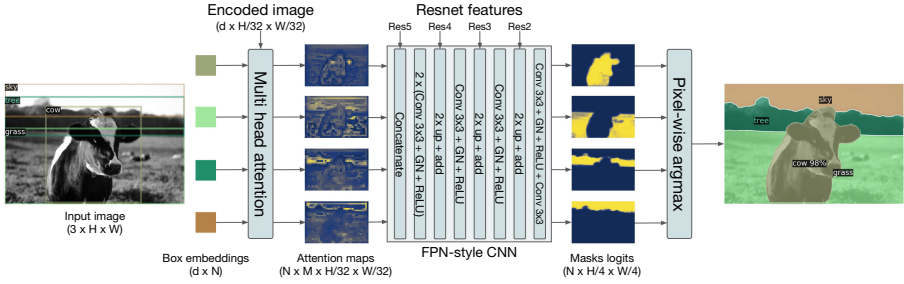 Encoded image
(d x H/32 x W/32)
Resnet features
Res5
Res4
Res3
Res2
sky
tree
cow
grass
Input image
(3 x H x W)
Box embeddings
(d x N)
Multi head attention
Attention maps
(N x M x H/32 x W/32)
Concatenate
2 x (Conv 3x3 + GN + ReLU)
2x up + add
Conv 3x3 + GN + ReLU
2x up + add
Conv 3x3 + GN + ReLU
2x up + add
Conv 3x3 + GN + ReLU + Conv 3x3
FPN-style CNN
Masks logits
(N x H/4 x W/4)
Pixel-wise argmax
sky
tree
cow 98%
grass